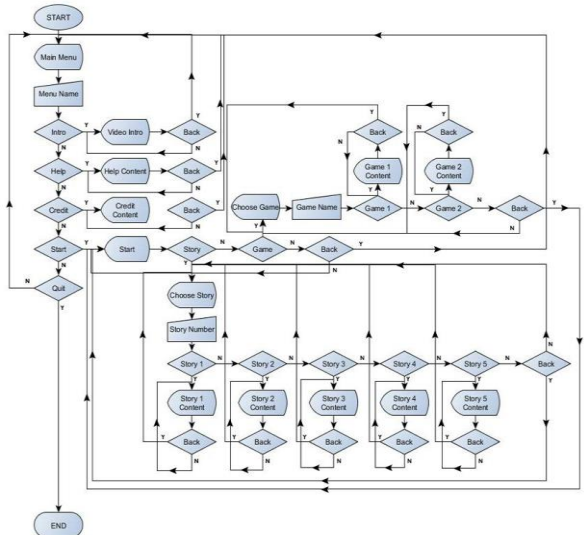 START
Main Menu
Menu Name
Intro
Y
Video Intro
Back
Y
N
N
Help
Y
Help Content
Back
Y
N
N
Credit
Y
Credit
Content
Back
Y
N
N
Start
Y
Start
Story
N
Game
N
Back
Y
N
Y
Y
N
Quit
N
Y
END
Choose Game
Game Name
Game 1
N
Game 2
N
Back
Y
N
Y
Game 1
Content
Back
Y
N
Y
Game 2
Content
Back
Y
N
Choose Story
Story Number
Story 1
N
Story 2
N
Story 3
N
Story 4
N
Story 5
N
Back
N
Y
Y
Y
Y
Y
Y
Story 1
Content
Story 2
Content
Story 3
Content
Story 4
Content
Story 5
Content
Y
Back
N
Y
Back
N
Y
Back
N
Y
Back
N
Y
Back
N